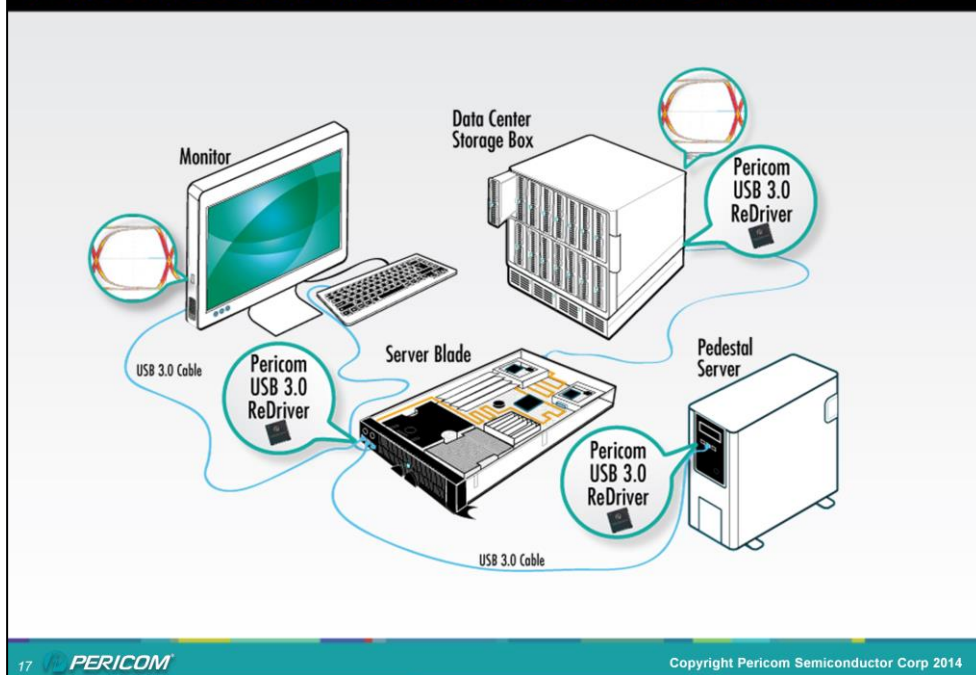 Monitor
Data Center
Storage Box
Pericom
USB 3.0
ReDriver
USB 3.0 Cable
Pericom
USB 3.0
ReDriver
Server Blade
Pedestal
Server
Pericom
USB 3.0
ReDriver
USB 3.0 Cable
17 PERICOM®
Copyright Pericom Semiconductor Corp 2014